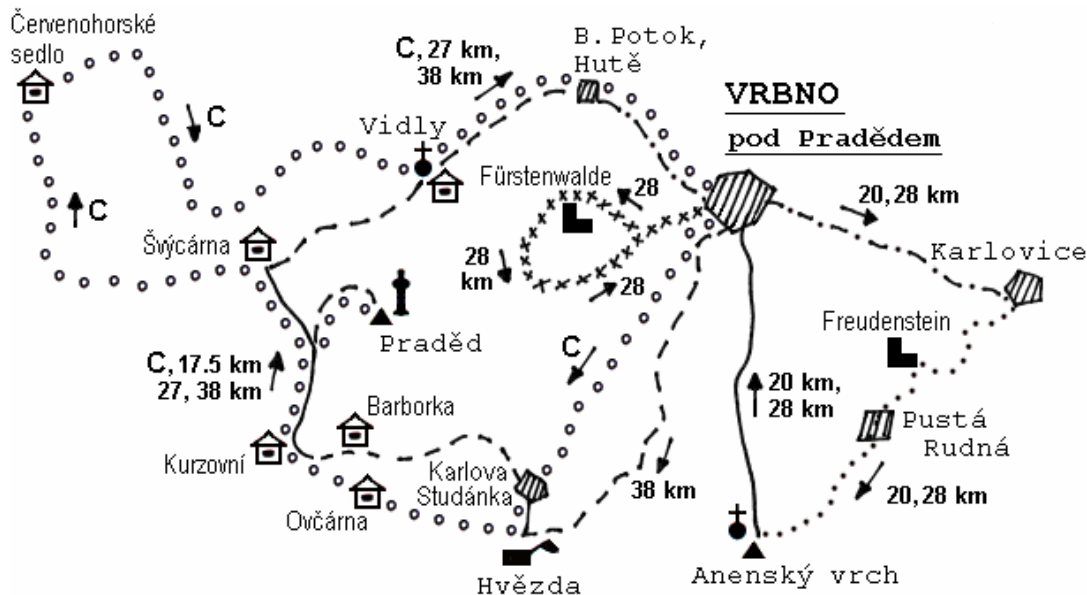 Červenohorské
sedlo
C, 27 km,
38 km
B. Potok,
Hutě
VRBNO
pod Pradědem
C
Vidly
Fürstenwalde
28
20, 28 km
C
Švýcárna
28
km
28
Karlovice
Freudenstein
Praděd
C
C, 17.5 km
27, 38 km
20 km,
28 km
Barborka
Pustá
Rudná
Kurzovní
Karlova
Studánka
38 km
20, 28 km
Ovčárna
Hvězda
Anenský vrch